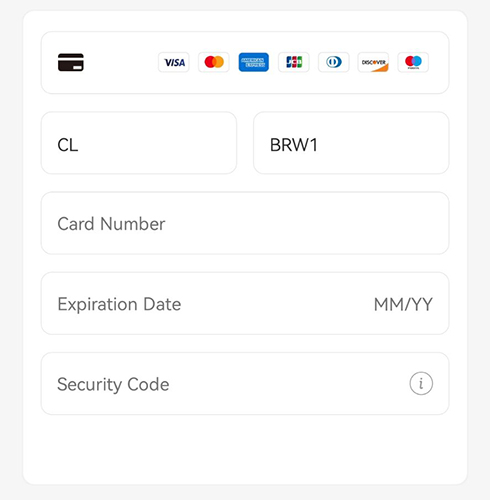 VISA AMERICAN EXPRESS JCB DISCOVER
CL BRW1
Card Number
Expiration Date MM/YY
Security Code i